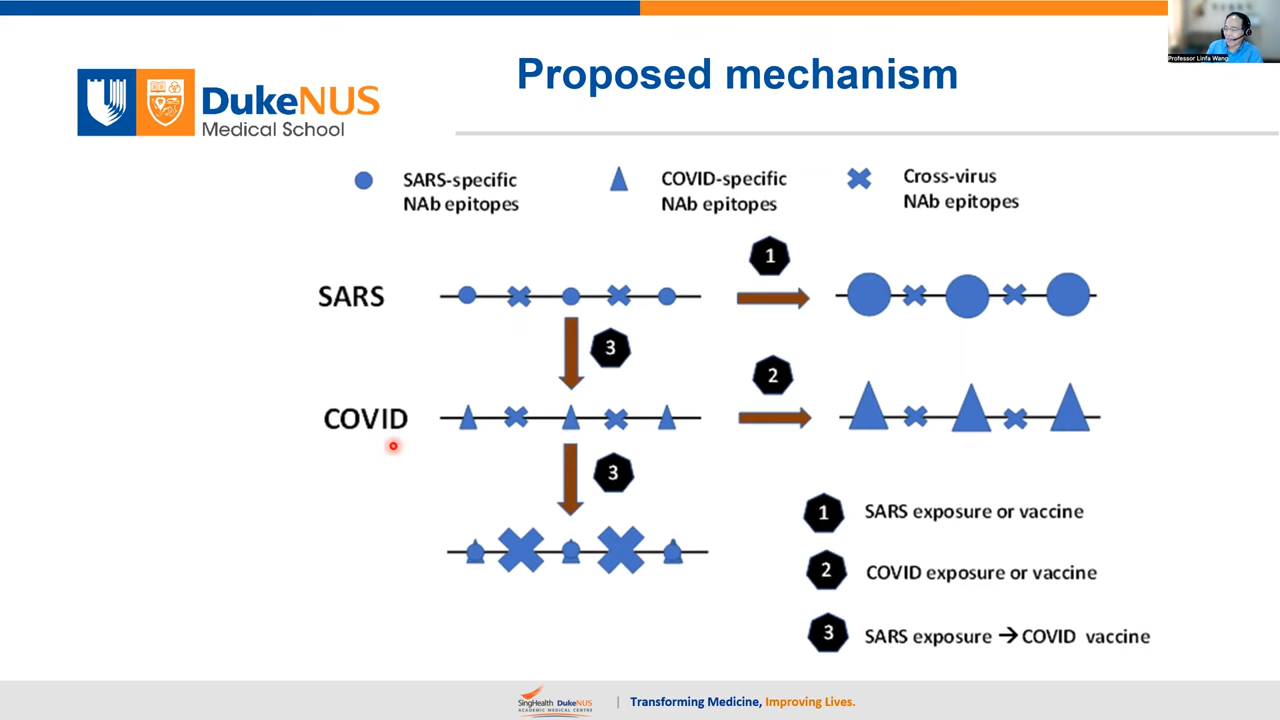 Professor Linfa Wang
Proposed mechanism
DukeNUS
Medical School
SARS-specific
NAb epitopes
COVID-specific
NAb epitopes
Cross-virus
NAb epitopes
1
SARS
3
2
COVID
3
1 SARS exposure or vaccine
2 COVID exposure or vaccine
3 SARS exposure → COVID vaccine
SingHealth DukeNUS
ACADEMIC MEDICAL CENTRE
Transforming Medicine, Improving Lives.